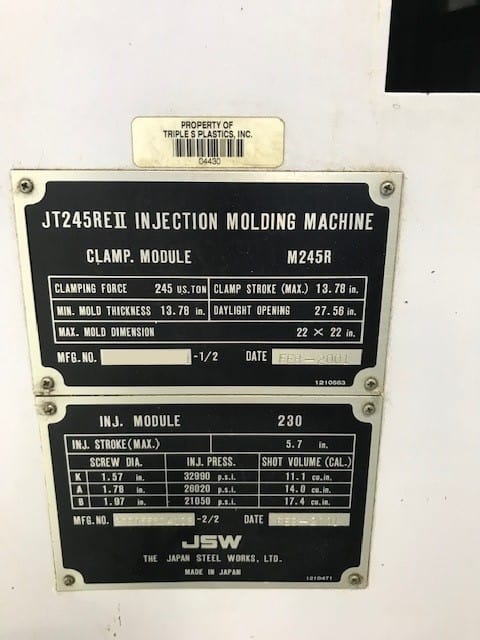 PROPERTY OF
TRIPLE S PLASTICS, INC.
04430
JT245REⅡ INJECTION MOLDING MACHINE
CLAMP. MODULE M245R
CLAMPING FORCE 245 US.TON CLAMP STROKE (MAX.) 13.78 in.
MIN. MOLD THICKNESS 13.78 in. DAYLIGHT OPENING 27.56 in.
MAX. MOLD DIMENSION 22 × 22 in.
MFG.NO. -1/2 DATE FEB-2001
1210563
INJ. MODULE 230
INJ. STROKE(MAX.) 5.7 in.
SCREW DIA. INJ. PRESS. SHOT VOLUME (CAL.)
K 1.57 in. 32990 p.s.i. 11.1 cu.in.
A 1.78 in. 26020 p.s.i. 14.0 cu.in.
B 1.97 in. 21050 p.s.i. 17.4 cu.in.
MFG.NO. -2/2 DATE
JSW
THE JAPAN STEEL WORKS, LTD.
MADE IN JAPAN
1210471